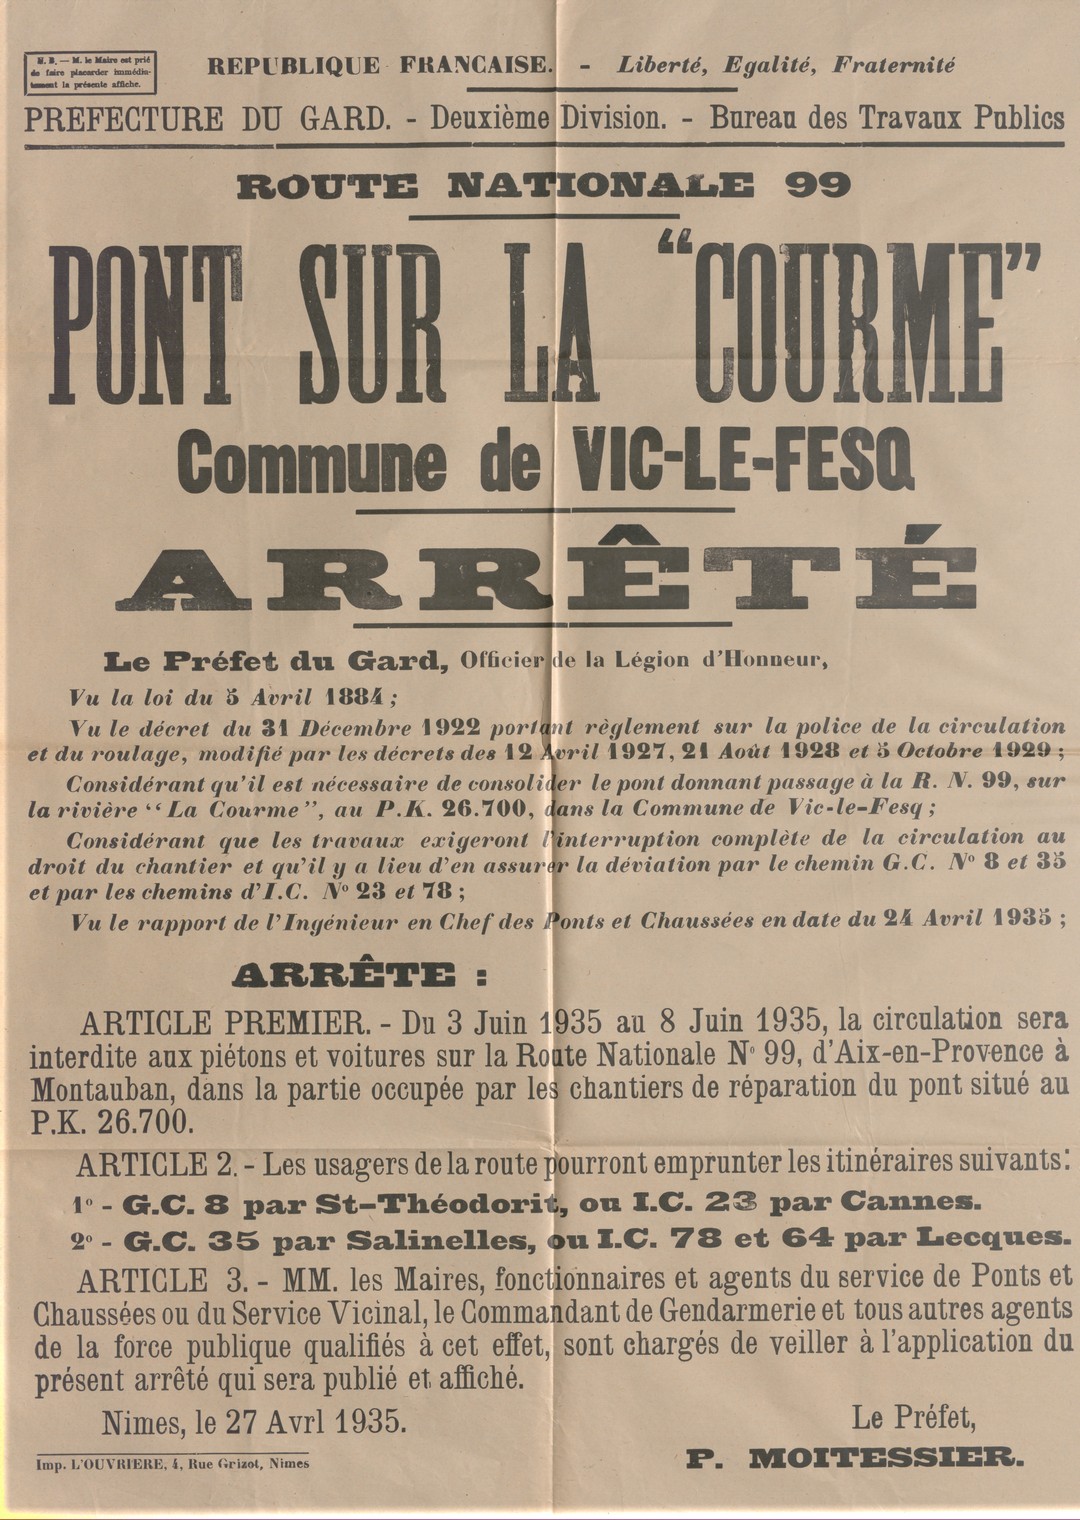 N. B. — M. le Maire est prié
de faire placarder immédia-
tement la présente affiche.
REPUBLIQUE FRANCAISE. - Liberté, Egalité, Fraternité
PREFECTURE DU GARD. - Deuxième Division. - Bureau des Travaux Publics
ROUTE NATIONALE 99
PONT SUR LA "COURME"
Commune de VIC-LE-FESQ
ARRÊTÉ
Le Préfet du Gard, Officier de la Légion d'Honneur,
Vu la loi du 5 Avril 1884 ;
Vu le décret du 31 Décembre 1922 portant règlement sur la police de la circulation
et du roulage, modifié par les décrets des 12 Avril 1927, 21 Août 1928 et 5 Octobre 1929 ;
Considérant qu'il est nécessaire de consolider le pont donnant passage à la R. N. 99, sur
la rivière "La Courme", au P.K. 26.700, dans la Commune de Vic-le-Fesq ;
Considérant que les travaux exigeront l'interruption complète de la circulation au
droit du chantier et qu'il y a lieu d'en assurer la déviation par le chemin G.C. N° 8 et 35
et par les chemins d'I.C. N° 23 et 78 ;
Vu le rapport de l'Ingénieur en Chef des Ponts et Chaussées en date du 24 Avril 1935 ;
ARRÊTE :
ARTICLE PREMIER. - Du 3 Juin 1935 au 8 Juin 1935, la circulation sera
interdite aux piétons et voitures sur la Route Nationale N° 99, d'Aix-en-Provence à
Montauban, dans la partie occupée par les chantiers de réparation du pont situé au
P.K. 26.700.
ARTICLE 2. - Les usagers de la route pourront emprunter les itinéraires suivants:
1° - G.C. 8 par St-Théodorit, ou I.C. 23 par Cannes.
2° - G.C. 35 par Salinelles, ou I.C. 78 et 64 par Lecques.
ARTICLE 3. - MM. les Maires, fonctionnaires et agents du service de Ponts et
Chaussées ou du Service Vicinal, le Commandant de Gendarmerie et tous autres agents
de la force publique qualifiés à cet effet, sont chargés de veiller à l'application du
présent arrêté qui sera publié et affiché.
Nimes, le 27 Avrl 1935.
Le Préfet,
P. MOITESSIER.
Imp. L'OUVRIERE, 4, Rue Grizot, Nimes